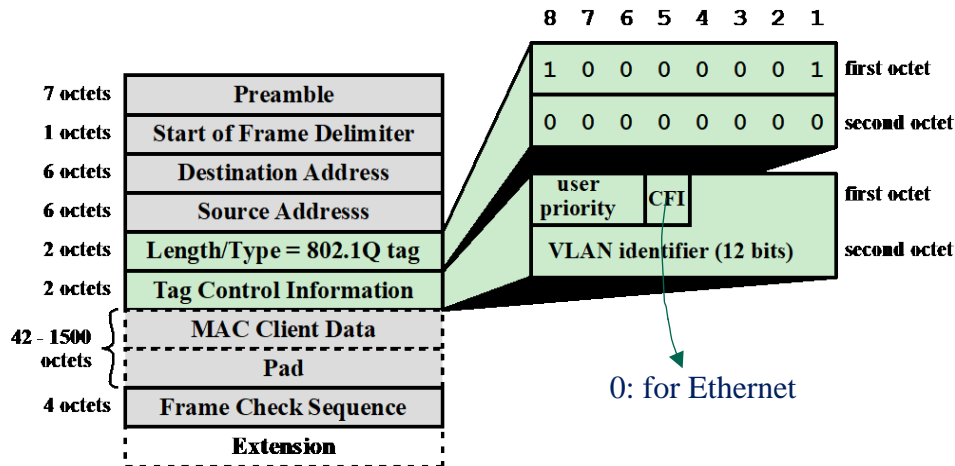 8 7 6 5 4 3 2 1
1 0 0 0 0 0 0 1 first octet
0 0 0 0 0 0 0 0 second octet
7 octets Preamble
1 octets Start of Frame Delimiter
6 octets Destination Address
6 octets Source Addresss
2 octets Length/Type = 802.1Q tag
2 octets Tag Control Information
42 - 1500
octets
MAC Client Data
Pad
4 octets Frame Check Sequence
Extension
user
priority
CFI
first octet
VLAN identifier (12 bits) second octet
0: for Ethernet